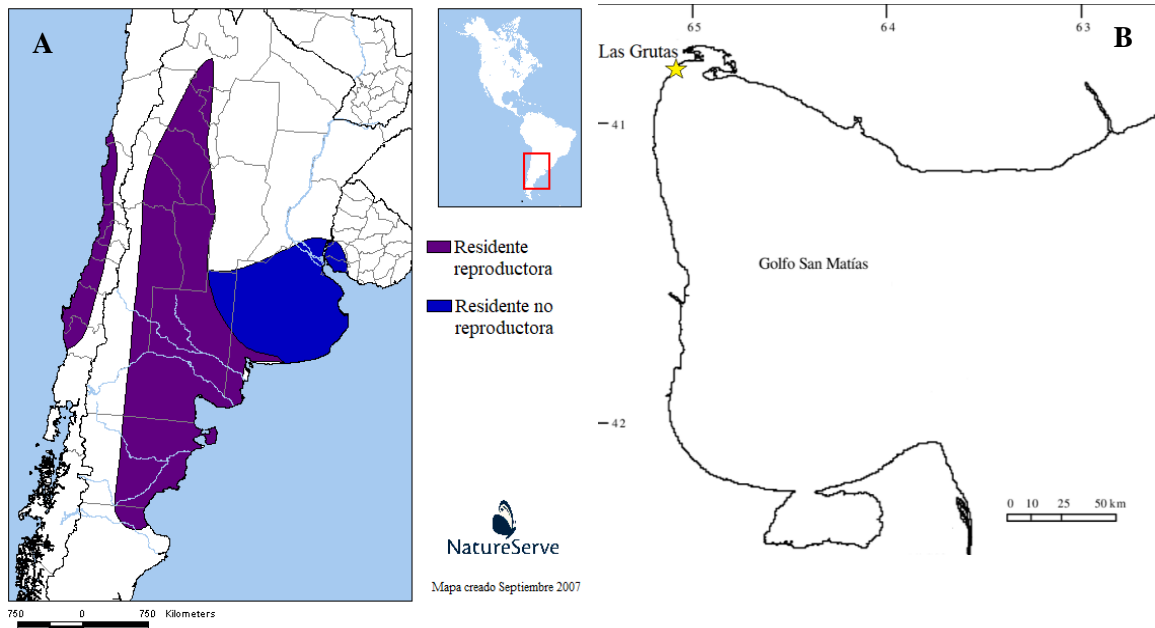 A
Residente
reproductora
Residente no
reproductora
NatureServe
Mapa creado Septiembre 2007
750 0 750 Kilometers
65 64 63
B
Las Grutas
41
Golfo San Matías
42
0 10 25 50 km